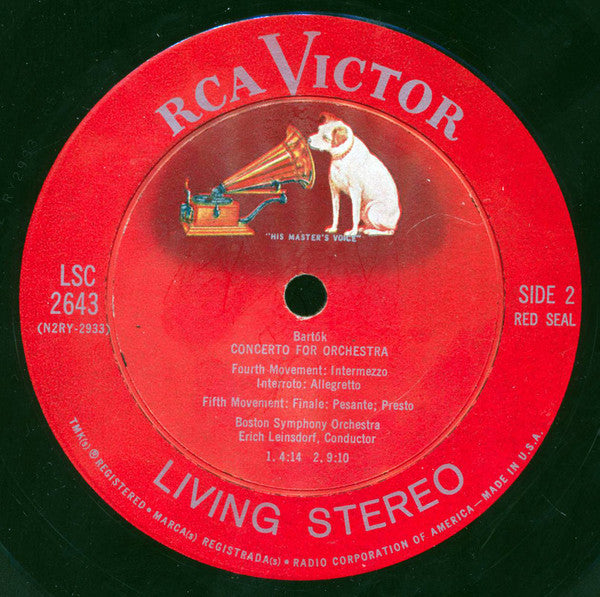 RCA VICTOR
"HIS MASTER'S VOICE"
LSC
2643
(N2RY-2933)
SIDE 2
RED SEAL
Bartók
CONCERTO FOR ORCHESTRA
Fourth Movement: Intermezzo
Interroto: Allegretto
Fifth Movement: Finale: Pesante; Presto
Boston Symphony Orchestra
Erich Leinsdorf, Conductor
1. 4:14 2. 9:10
LIVING STEREO
TMK(s) ® REGISTERED • MARCA(s) REGISTRADA(s) • RADIO CORPORATION OF AMERICA—MADE IN U.S.A.